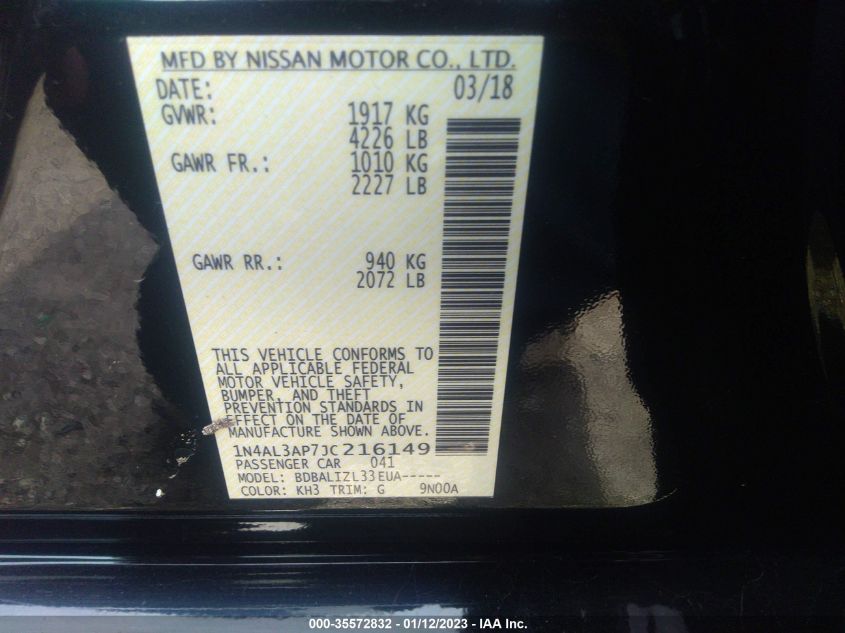 MFD BY NISSAN MOTOR CO., LTD.
DATE: 03/18
GVWR: 1917 KG
4226 LB
GAWR FR.: 1010 KG
2227 LB
GAWR RR.: 940 KG
2072 LB
THIS VEHICLE CONFORMS TO
ALL APPLICABLE FEDERAL
MOTOR VEHICLE SAFETY,
BUMPER, AND THEFT
PREVENTION STANDARDS IN
EFFECT ON THE DATE OF
MANUFACTURE SHOWN ABOVE.
1N4AL3AP7JC216149
PASSENGER CAR 041
MODEL: BDBALIZL33EUA-----
COLOR: KH3 TRIM: G 9N00A
000-35572832 - 01/12/2023 - IAA Inc.